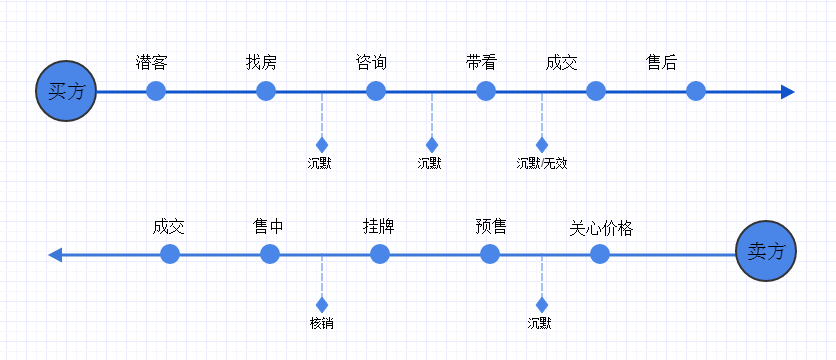 潜客 找房 咨询 带看 成交 售后
买方
沉默 沉默 沉默/无效
成交 售中 挂牌 预售 关心价格
卖方
核销 沉默